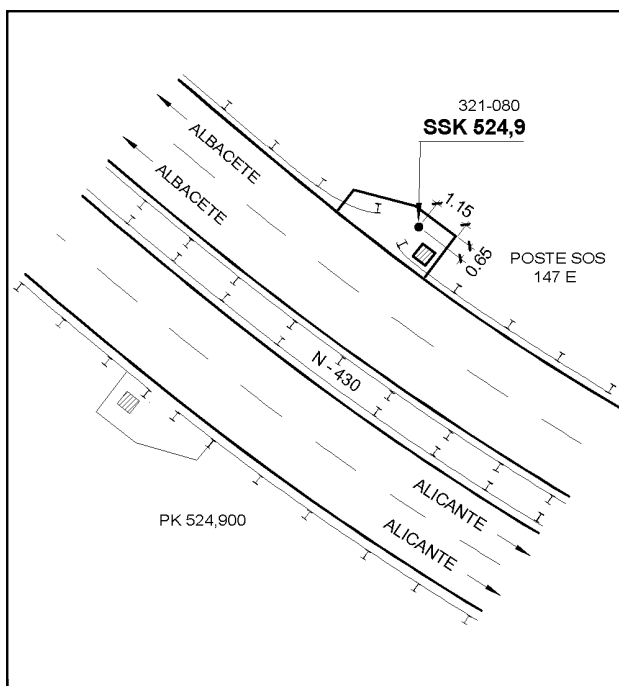 321-080
SSK 524,9
ALBACETE
ALBACETE
1.15
0.65
POSTE SOS
147 E
N - 430
ALICANTE
ALICANTE
PK 524,900